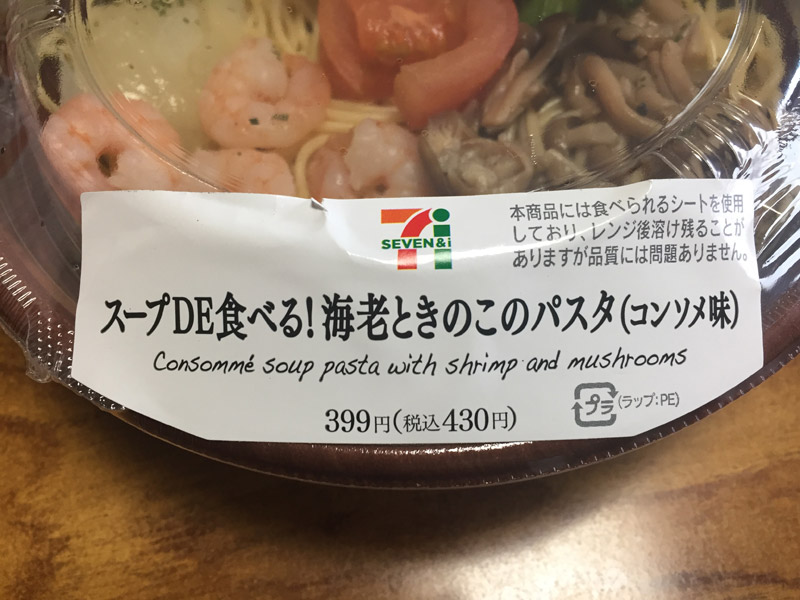 7i
SEVEN&i
本商品には食べられるシートを使用
しており、レンジ後溶け残ることが
ありますが品質には問題ありません。
スープDE食べる!海老ときのこのパスタ(コンソメ味)
Consommé soup pasta with shrimp and mushrooms
399円(税込430円)
プラ(ラップ:PE)